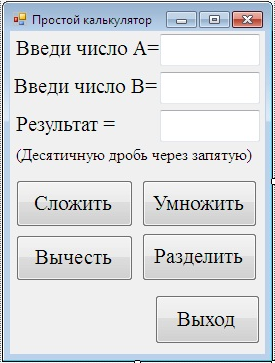 Простой калькулятор
Введи число A=
Введи число B=
Результат =
(Десятичную дробь через запятую)
Сложить Умножить
Вычесть Разделить
Выход